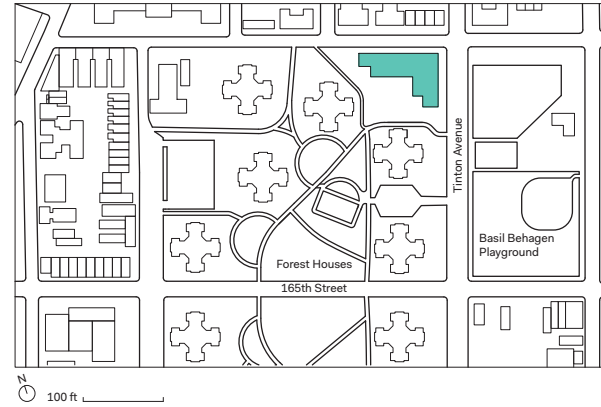 Tinton Avenue
Basil Behagen
Playground
Forest Houses
165th Street
N
100 ft